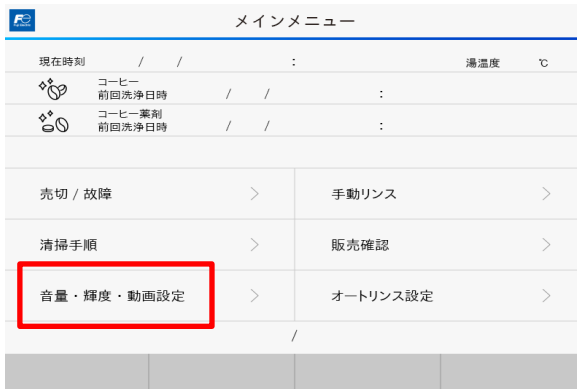 Fe
メインメニュー
現在時刻 / / : 湯温度 ℃
コーヒー
前回洗浄日時 / / :
コーヒー薬剤
前回洗浄日時 / / :
売切 / 故障 > 手動リンス >
清掃手順 > 販売確認 >
音量・輝度・動画設定 > オートリンス設定 >
/